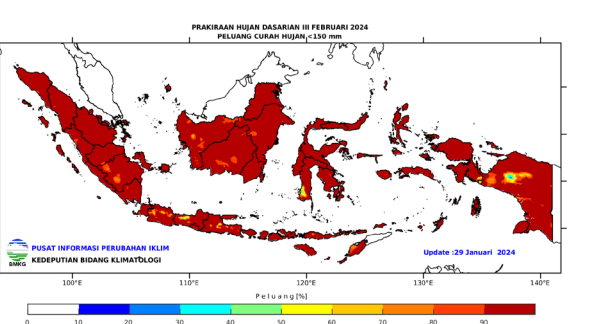 PRAKIRAAN HUJAN DASARIAN III FEBRUARI 2024
PELUANG CURAH HUJAN <150 mm
PUSAT INFORMASI PERUBAHAN IKLIM
KEDEPUTIAN BIDANG KLIMATOLOGI
BMKG
Update :29 Januari 2024
100°E 110°E 120°E 130°E 140°E
Peluang [%]
0 10 20 30 40 50 60 70 80 90